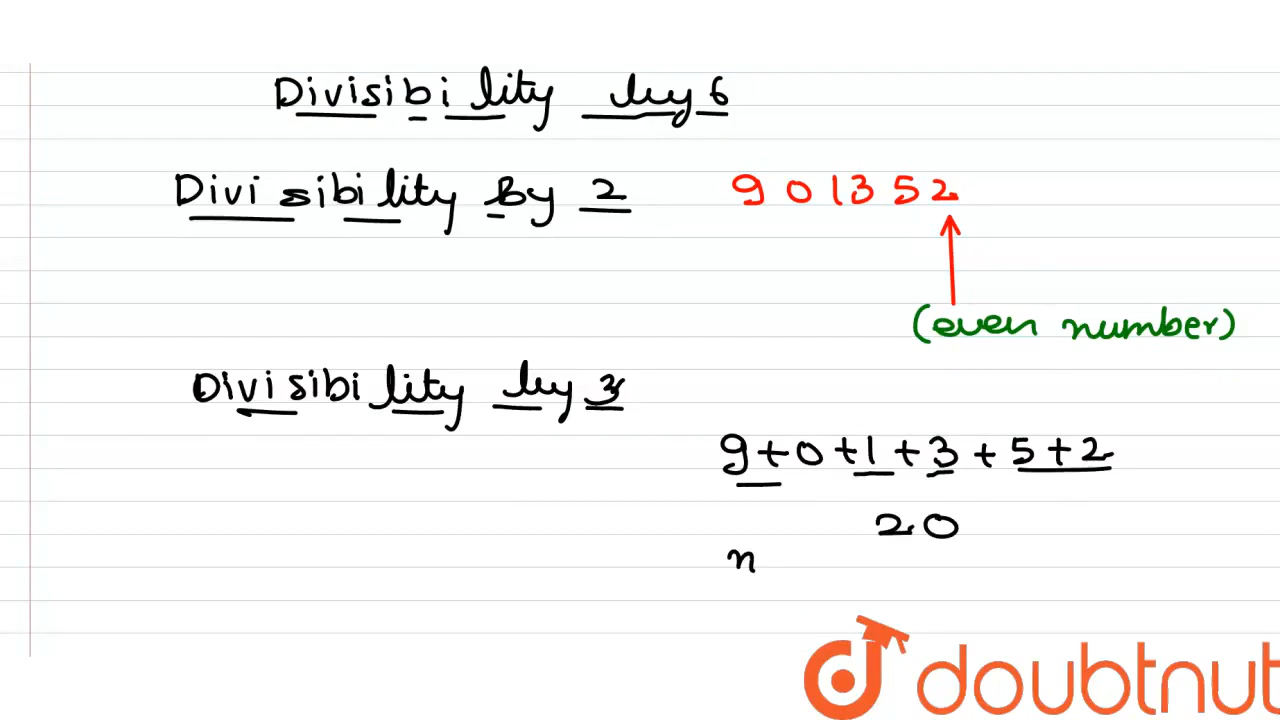 Divisibility by 6
Divisibility By 2 901352
(even number)
Divisibility by 3
9+0+1+3+5+2
20
n
doubtnut